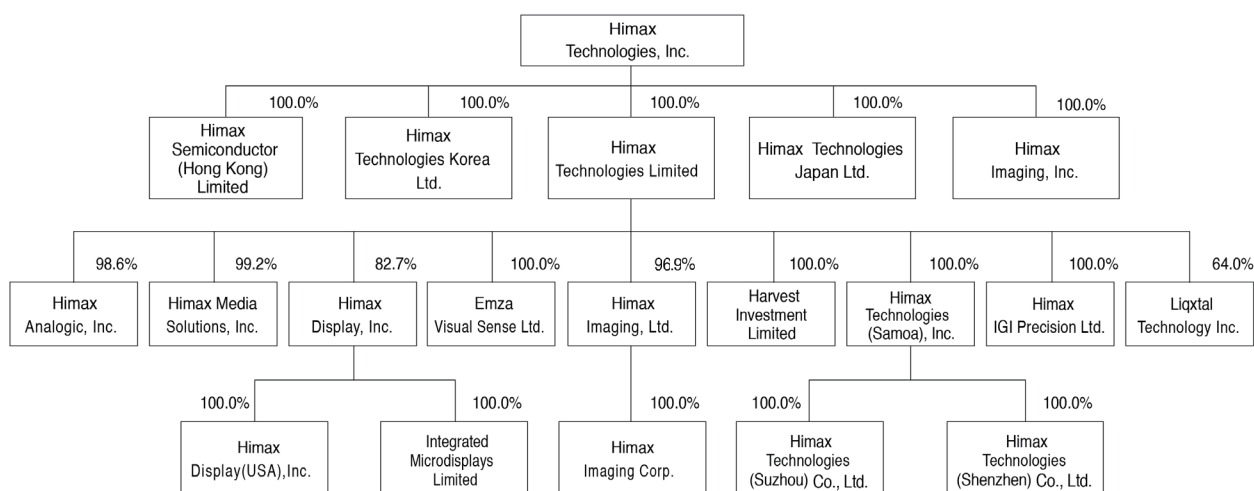 Himax
Technologies, Inc.
100.0%
100.0%
100.0%
100.0%
100.0%
Himax
Semiconductor
(Hong Kong)
Limited
Himax
Technologies Korea
Ltd.
Himax
Technologies Limited
Himax Technologies
Japan Ltd.
Himax
Imaging, Inc.
98.6%
99.2%
82.7%
100.0%
96.9%
100.0%
100.0%
100.0%
64.0%
Himax
Analogic, Inc.
Himax Media
Solutions, Inc.
Himax
Display, Inc.
Emza
Visual Sense Ltd.
Himax
Imaging, Ltd.
Harvest
Investment
Limited
Himax
Technologies
(Samoa), Inc.
Himax
IGI Precision Ltd.
Liqxtal
Technology Inc.
100.0%
100.0%
100.0%
100.0%
100.0%
Himax
Display(USA),Inc.
Integrated
Microdisplays
Limited
Himax
Imaging Corp.
Himax
Technologies
(Suzhou) Co., Ltd.
Himax
Technologies
(Shenzhen) Co., Ltd.